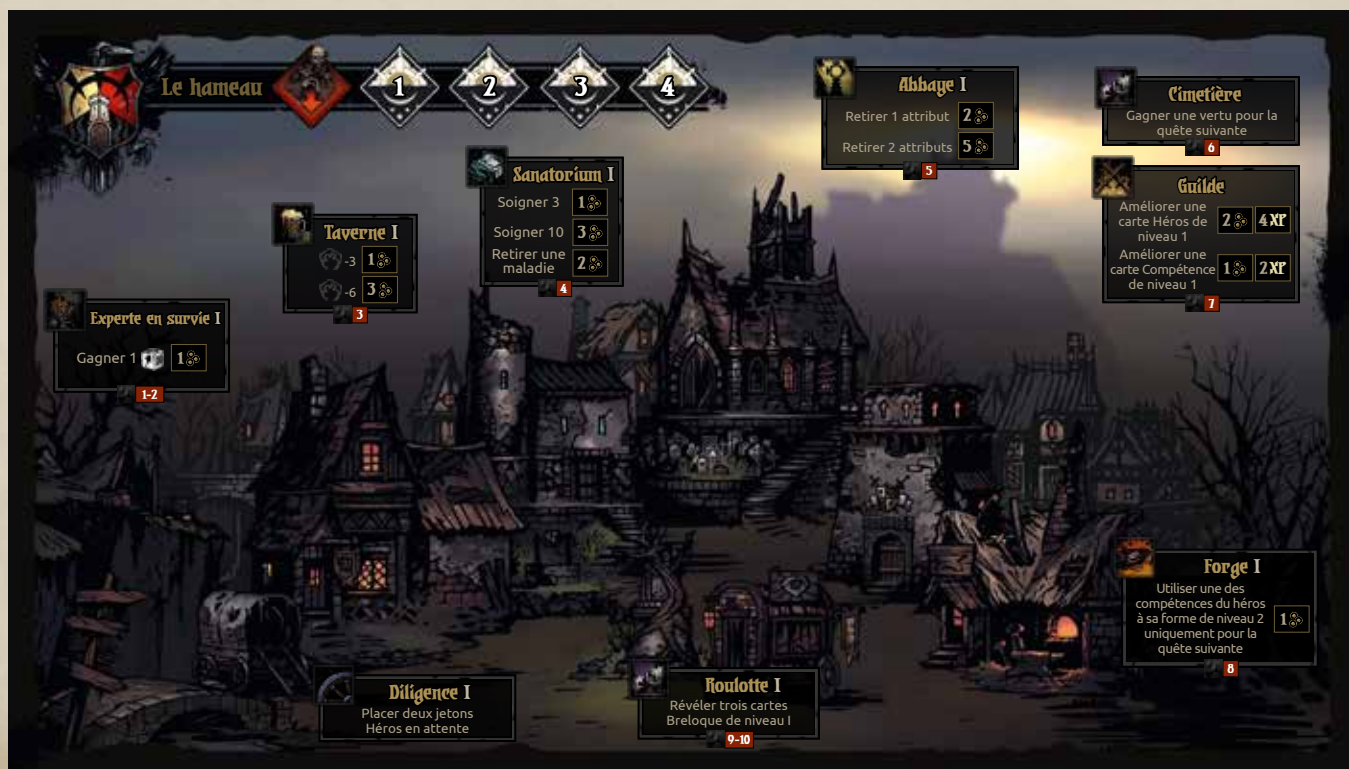 Le hameau
1 2 3 4
Abbaye I
Retirer 1 attribut 2
Retirer 2 attributs 5
5
Cimetière
Gagner une vertu pour la
quête suivante
6
Sanatorium I
Soigner 3 1
Soigner 10 3
Retirer une
maladie 2
4
Guilde
Améliorer une
carte Héros de
niveau 1
2 4XP
Améliorer une
carte Compétence
de niveau 1
1 2XP
7
Taverne I
-3 1
-6 3
3
Experte en survie I
Gagner 1 1
1-2
Forge I
Utiliser une des
compétences du héros
à sa forme de niveau 2
uniquement pour la
quête suivante
1
8
Diligence I
Placer deux jetons
Héros en attente
Roulotte I
Révéler trois cartes
Breloque de niveau I
9-10